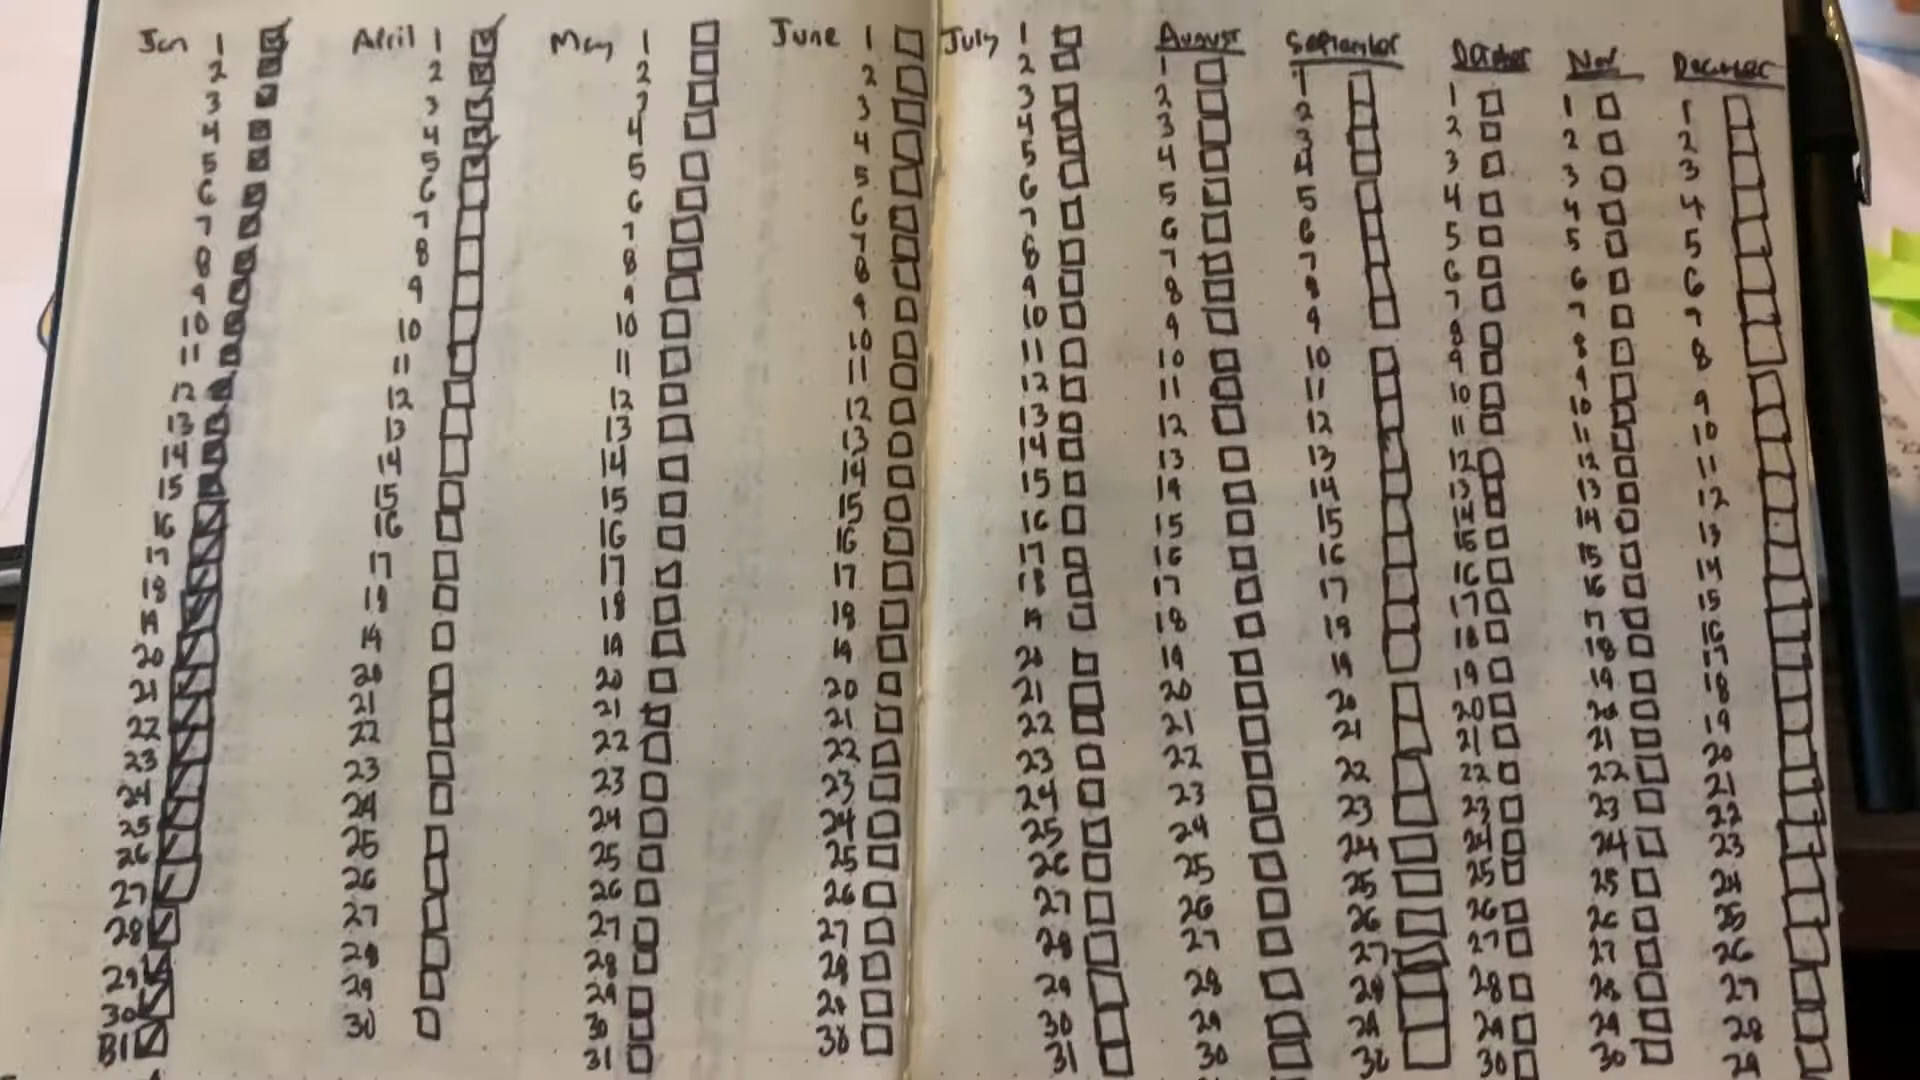 Jan April May June July August September October Nov December
1 1 1 1 1 1 1 1 1 1
2 2 2 2 2 2 2 2 2 2
3 3 3 3 3 3 3 3 3 3
4 4 4 4 4 4 4 4 4 4
5 5 5 5 5 5 5 5 5 5
6 6 6 6 6 6 6 6 6 6
7 7 7 7 7 7 7 7 7 7
8 8 8 8 8 8 8 8 8 8
9 9 9 9 9 9 9 9 9 9
10 10 10 10 10 10 10 10 10 10
11 11 11 11 11 11 11 11 11 11
12 12 12 12 12 12 12 12 12 12
13 13 13 13 13 13 13 13 13 13
14 14 14 14 14 14 14 14 14 14
15 15 15 15 15 15 15 15 15 15
16 16 16 16 16 16 16 16 16 16
17 17 17 17 17 17 17 17 17 17
18 18 18 18 18 18 18 18 18 18
19 19 19 19 19 19 19 19 19 19
20 20 20 20 20 20 20 20 20 20
21 21 21 21 21 21 21 21 21 21
22 22 22 22 22 22 22 22 22 22
23 23 23 23 23 23 23 23 23 23
24 24 24 24 24 24 24 24 24 24
25 25 25 25 25 25 25 25 25 25
26 26 26 26 26 26 26 26 26 26
27 27 27 27 27 27 27 27 27 27
28 28 28 28 28 28 28 28 28 28
29 29 29 29 29 29 29 29 29 29
30 30 30 30 30 30 30 30 30
31 31 31